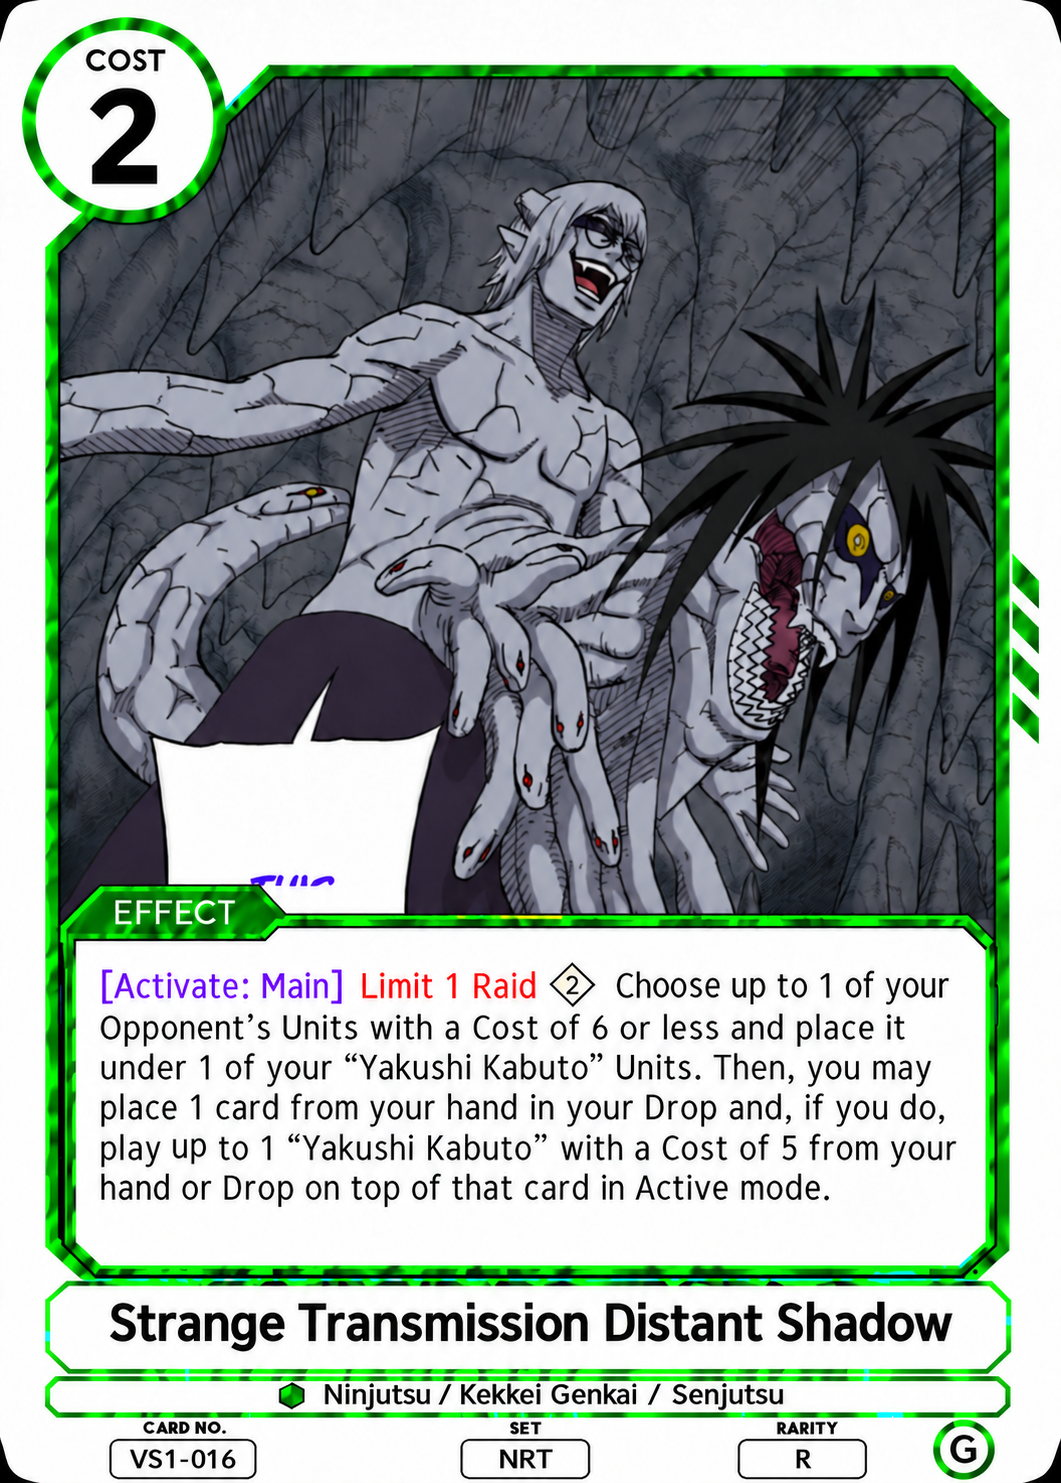 COST
2
EFFECT
[Activate: Main] Limit 1 Raid 2 Choose up to 1 of your
Opponent’s Units with a Cost of 6 or less and place it
under 1 of your “Yakushi Kabuto” Units. Then, you may
place 1 card from your hand in your Drop and, if you do,
play up to 1 “Yakushi Kabuto” with a Cost of 5 from your
hand or Drop on top of that card in Active mode.
Strange Transmission Distant Shadow
Ninjutsu / Kekkei Genkai / Senjutsu
CARD NO.
VS1-016
SET
NRT
RARITY
R
G